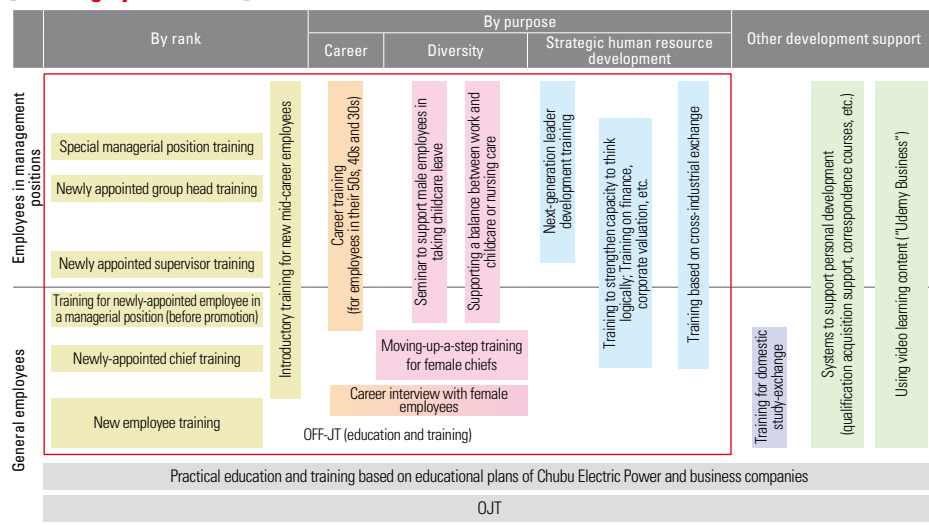 By rank
By purpose
Other development support
Career
Diversity
Strategic human resource
development
Employees in management
positions
General employees
Special managerial position training
Newly appointed group head training
Newly appointed supervisor training
Training for newly-appointed employee in
a managerial position (before promotion)
Newly-appointed chief training
New employee training
Introductory training for new mid-career employees
Career training
(for employees in their 50s, 40s and 30s)
Seminar to support male employees in
taking childcare leave
Supporting a balance between work and
childcare or nursing care
Moving-up-a-step training
for female chiefs
Career interview with female
employees
OFF-JT (education and training)
Next-generation leader
development training
Training to strengthen capacity to think
logically; Training on finance,
corporate valuation, etc.
Training based on cross-industrial exchange
Training for domestic
study-exchange
Systems to support personal development
(qualification acquisition support, correspondence courses, etc.)
Using video learning content (“Udemy Business”)
Practical education and training based on educational plans of Chubu Electric Power and business companies
OJT